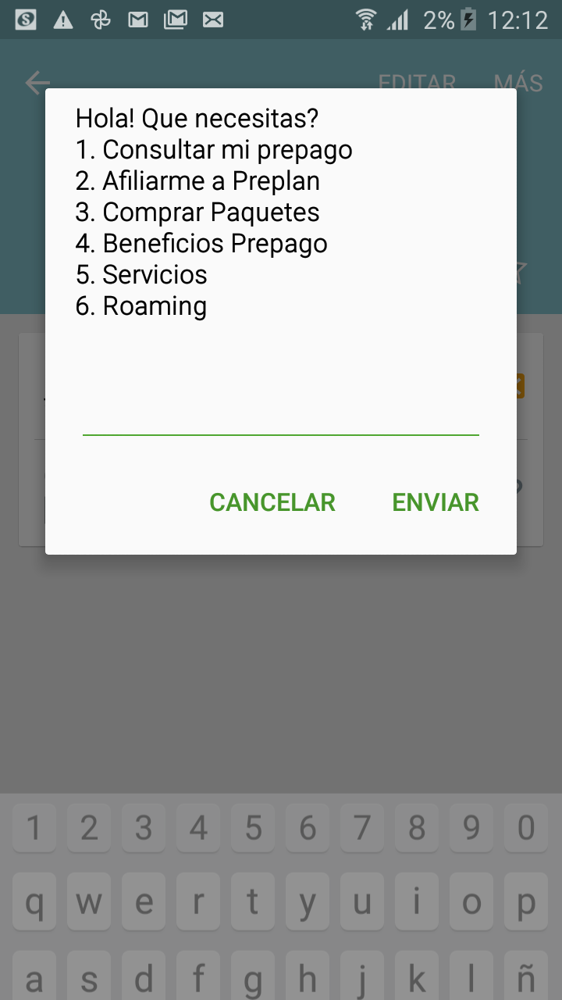 2% 12:12
EDITAR MÁS
Hola! Que necesitas?
1. Consultar mi prepago
2. Afiliarme a Preplan
3. Comprar Paquetes
4. Beneficios Prepago
5. Servicios
6. Roaming
CANCELAR ENVIAR
1 2 3 4 5 6 7 8 9 0
q w e r t y u i o p
a s d f g h j k l ñ